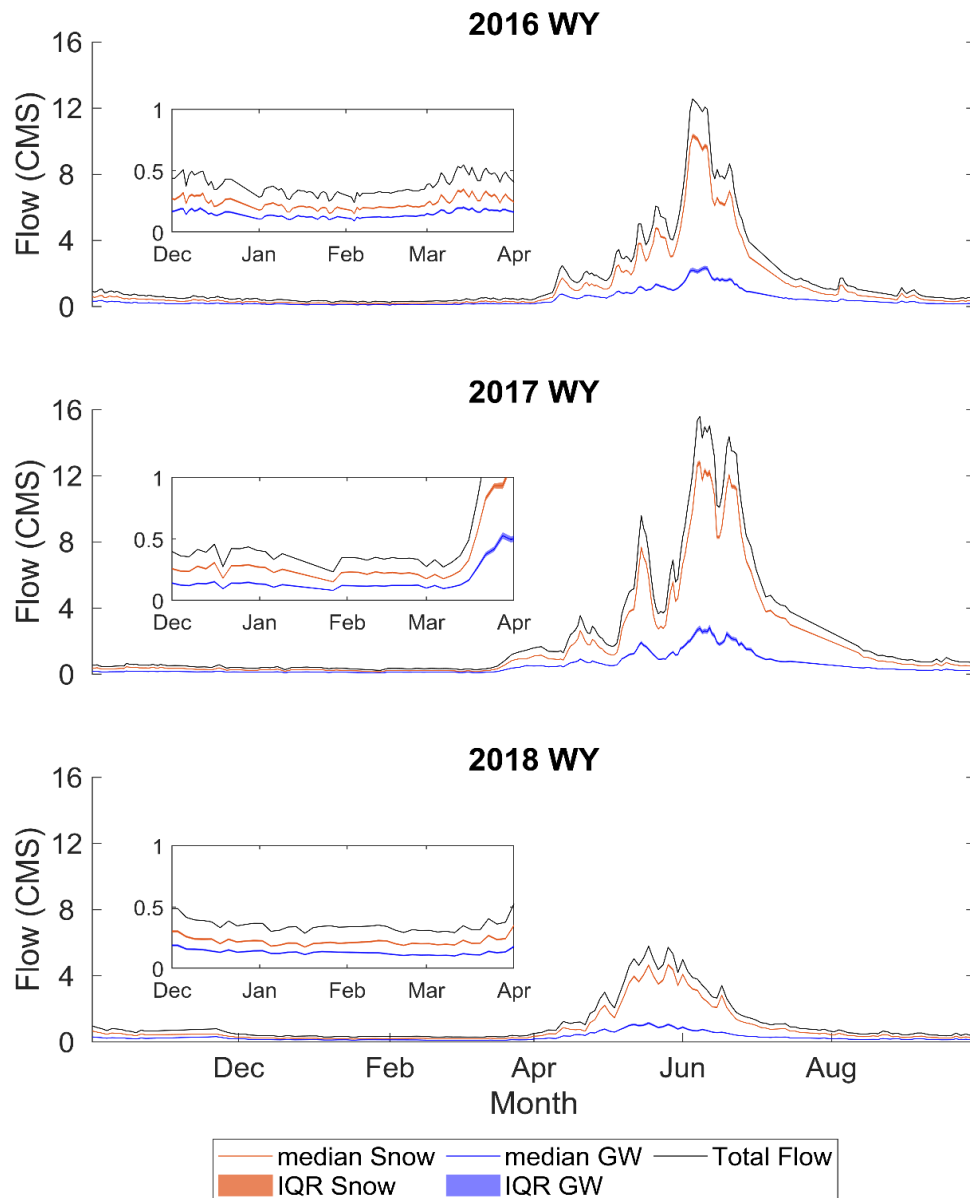 2016 WY
Flow (CMS)
16
12
8
4
0
1
0.5
0
Dec Jan Feb Mar Apr
2017 WY
Flow (CMS)
16
12
8
4
0
1
0.5
0
Dec Jan Feb Mar Apr
2018 WY
Flow (CMS)
16
12
8
4
0
1
0.5
0
Dec Jan Feb Mar Apr
Dec Feb Apr Jun Aug
Month
median Snow median GW Total Flow
IQR Snow IQR GW